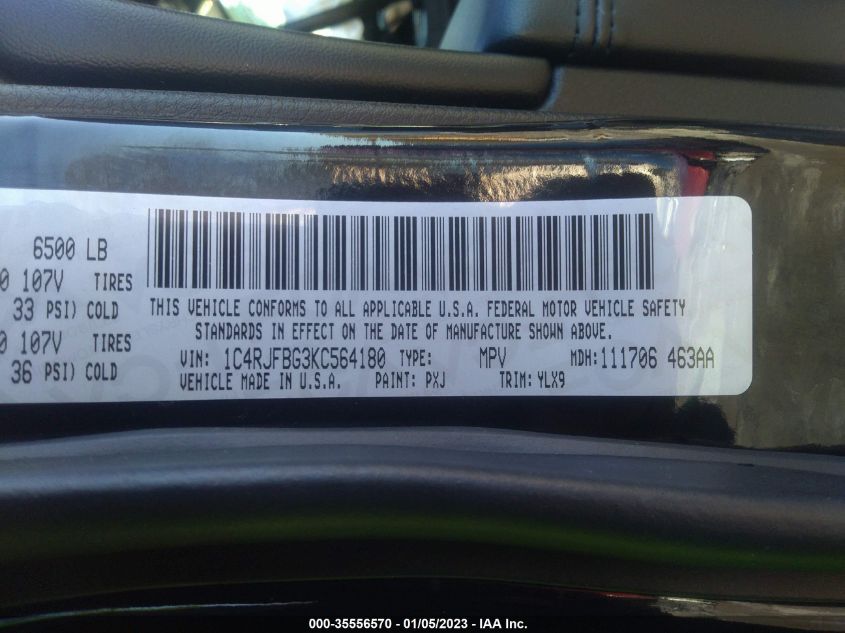 6500 LB
0 107V TIRES
33 PSI) COLD
0 107V
36 PSI) COLD
THIS VEHICLE CONFORMS TO ALL APPLICABLE U.S.A. FEDERAL MOTOR VEHICLE SAFETY
STANDARDS IN EFFECT ON THE DATE OF MANUFACTURE SHOWN ABOVE.
VIN: 1C4RJFBG3KC564180 TYPE: MPV MDH: 111706 463AA
VEHICLE MADE IN U.S.A. PAINT: PXJ TRIM: YLX9
000-35556570 — 01/05/2023 — IAA Inc.